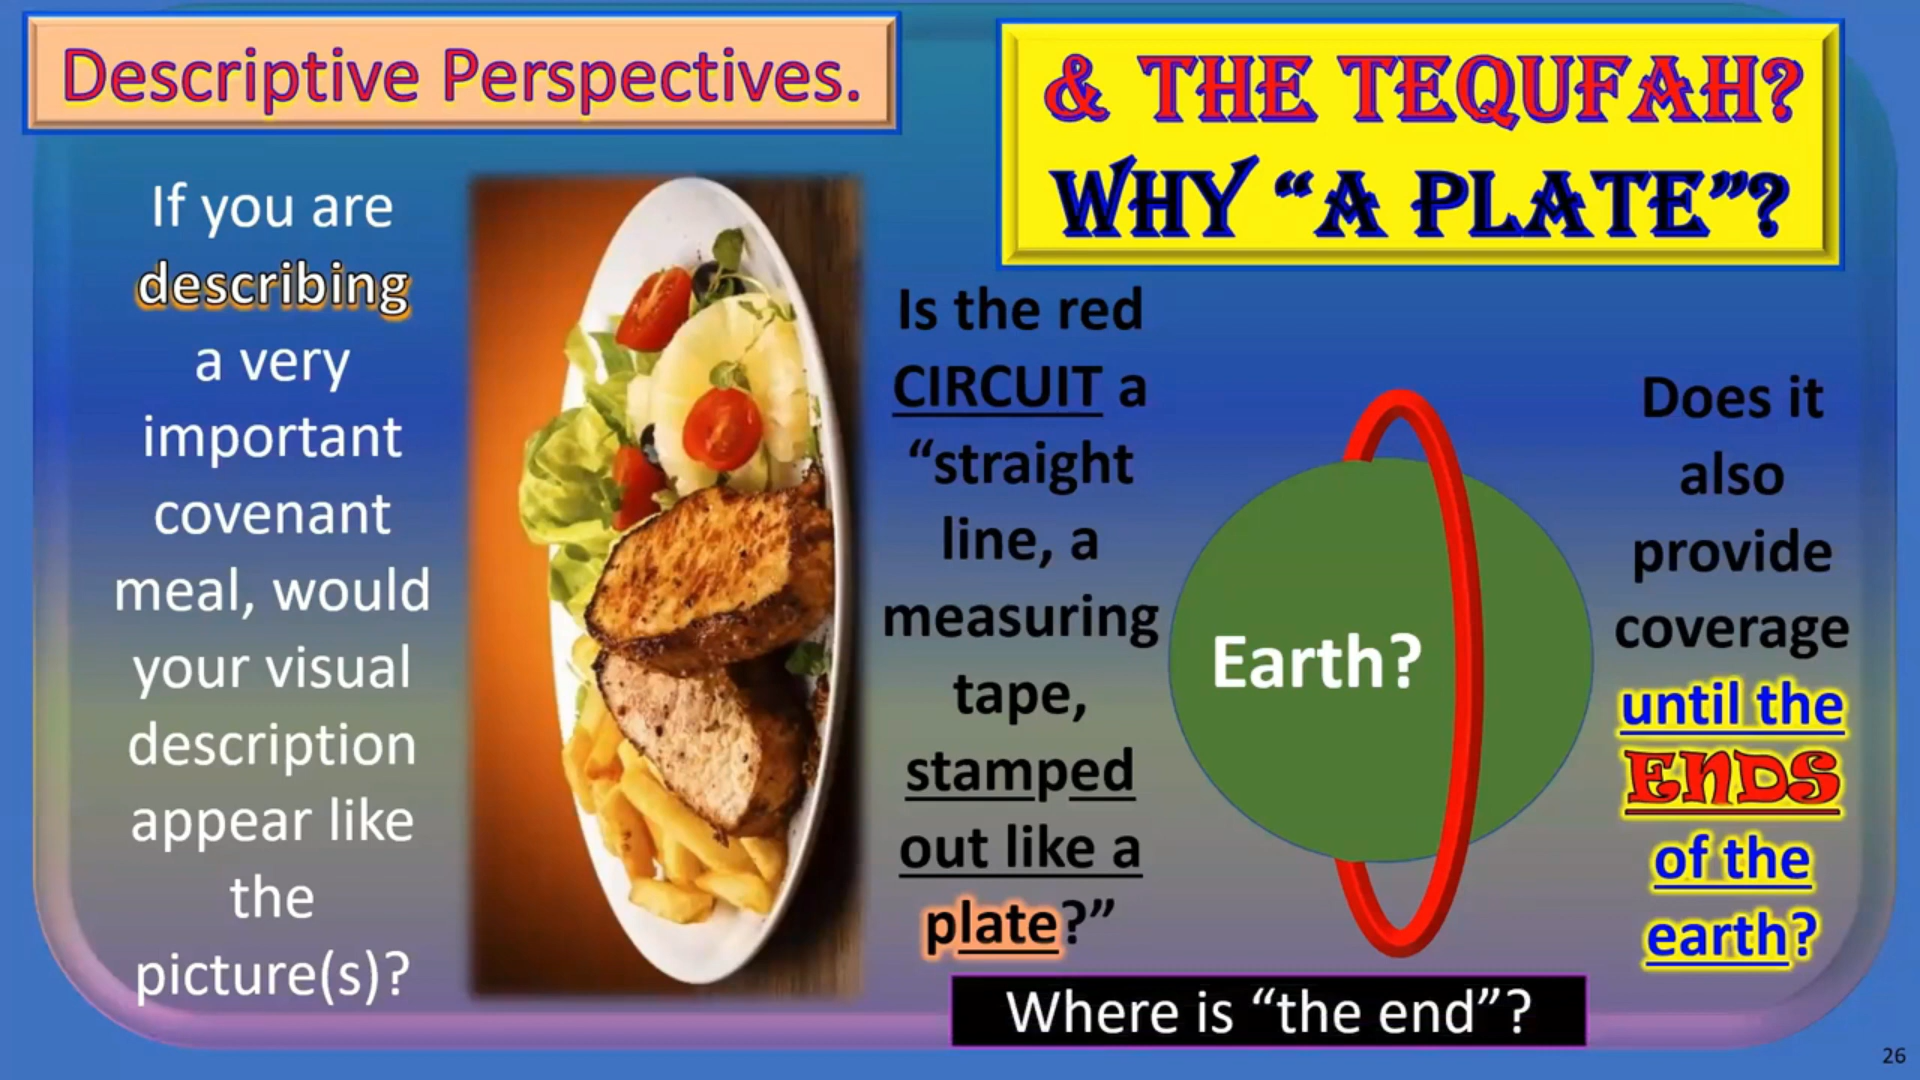 Descriptive Perspectives.
& THE TEQUFAH?
WHY “A PLATE”?
If you are
describing
a very
important
covenant
meal, would
your visual
description
appear like
the
picture(s)?
Is the red
CIRCUIT a
“straight
line, a
measuring
tape,
stamped
out like a
plate?”
Earth?
Does it
also
provide
coverage
until the
ENDS
of the
earth?
Where is “the end”?
26